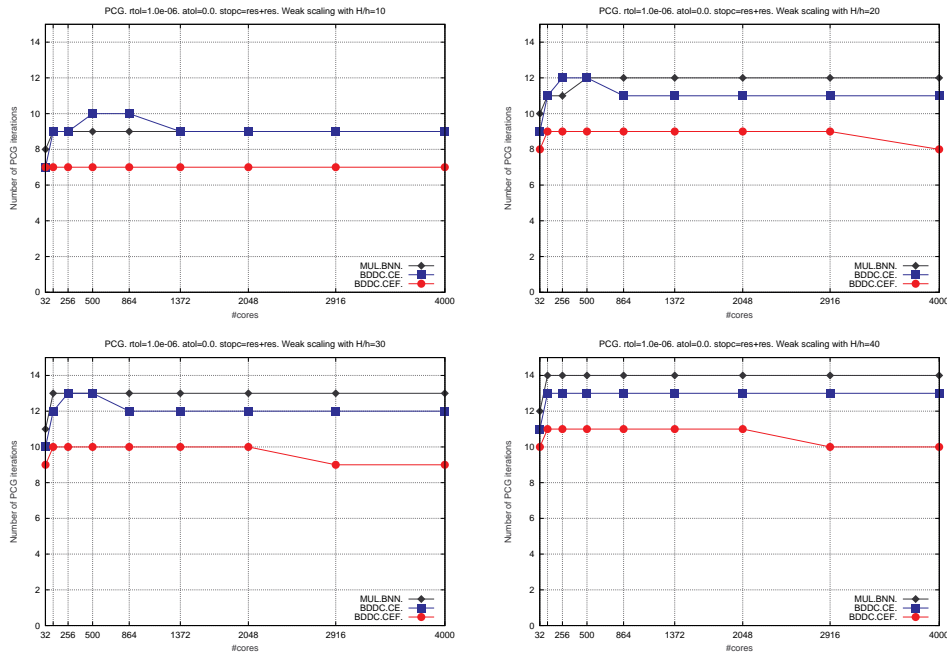 PCG. rtol=1.0e-06. atol=0.0. stopc=res+res. Weak scaling with H/h=10
14
12
10
8
6
4
2
0
Number of PCG iterations
MUL.BNN.
BDDC.CE.
BDDC.CEF.
32 256 500 864 1372 2048 2916 4000
#cores
PCG. rtol=1.0e-06. atol=0.0. stopc=res+res. Weak scaling with H/h=20
14
12
10
8
6
4
2
0
Number of PCG iterations
MUL.BNN.
BDDC.CE.
BDDC.CEF.
32 256 500 864 1372 2048 2916 4000
#cores
PCG. rtol=1.0e-06. atol=0.0. stopc=res+res. Weak scaling with H/h=30
14
12
10
8
6
4
2
0
Number of PCG iterations
MUL.BNN.
BDDC.CE.
BDDC.CEF.
32 256 500 864 1372 2048 2916 4000
#cores
PCG. rtol=1.0e-06. atol=0.0. stopc=res+res. Weak scaling with H/h=40
14
12
10
8
6
4
2
0
Number of PCG iterations
MUL.BNN.
BDDC.CE.
BDDC.CEF.
32 256 500 864 1372 2048 2916 4000
#cores